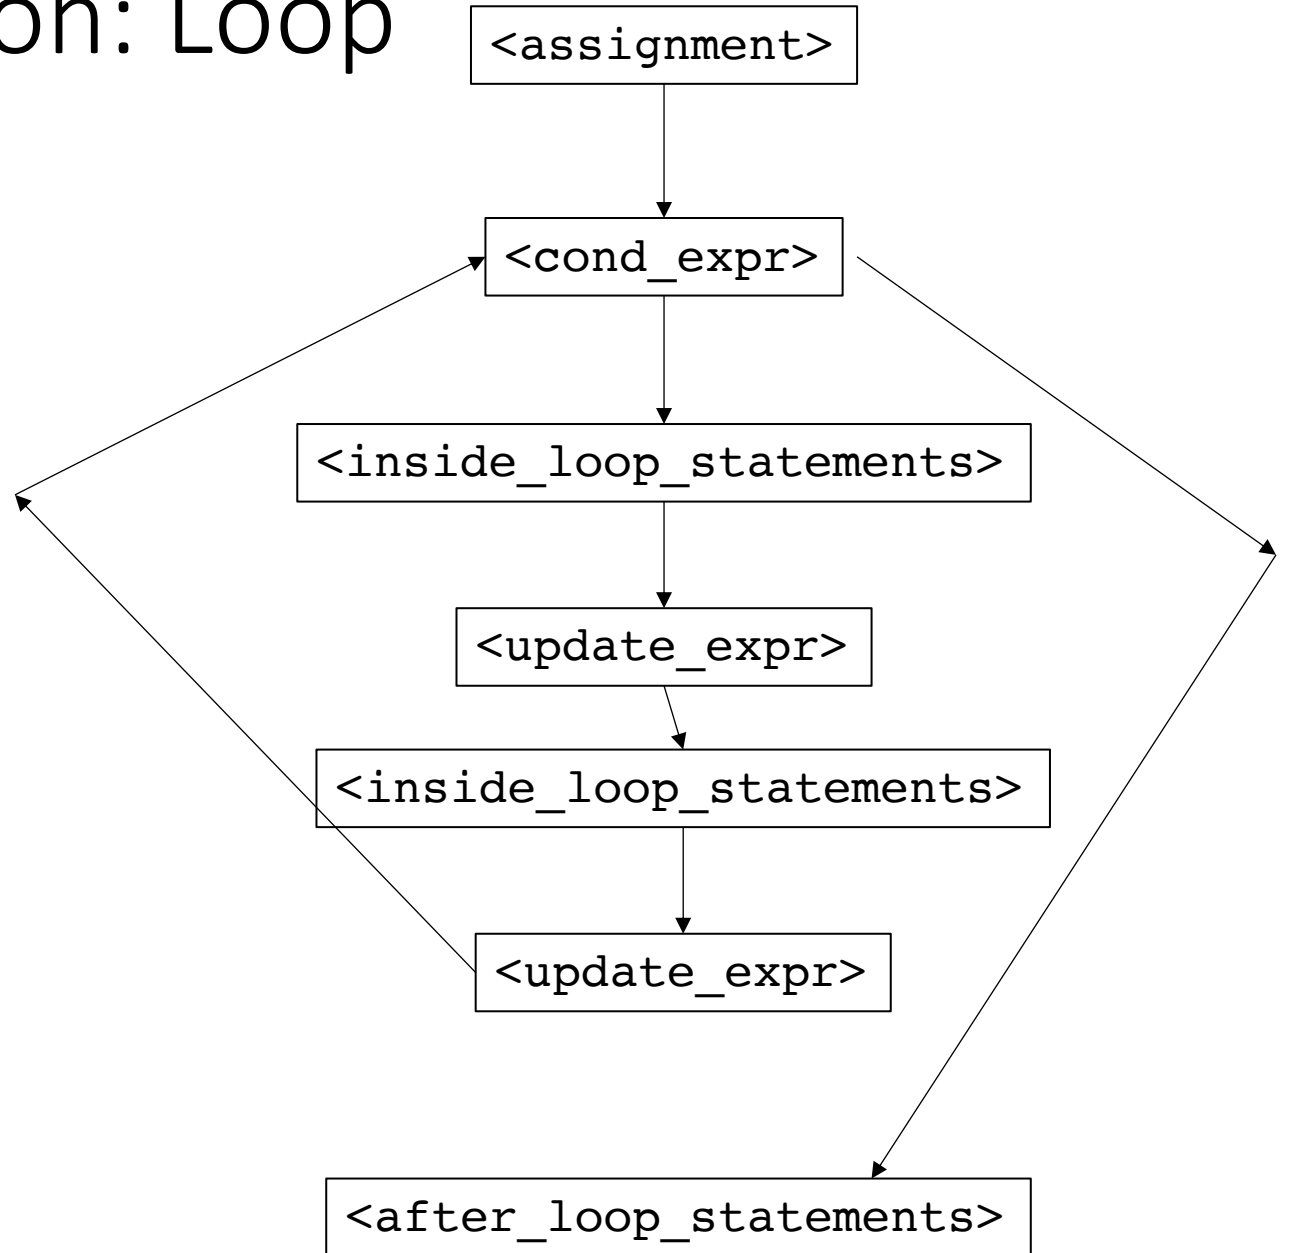 on: Loop
<assignment>
<cond_expr>
<inside_loop_statements>
<update_expr>
<inside_loop_statements>
<update_expr>
<after_loop_statements>